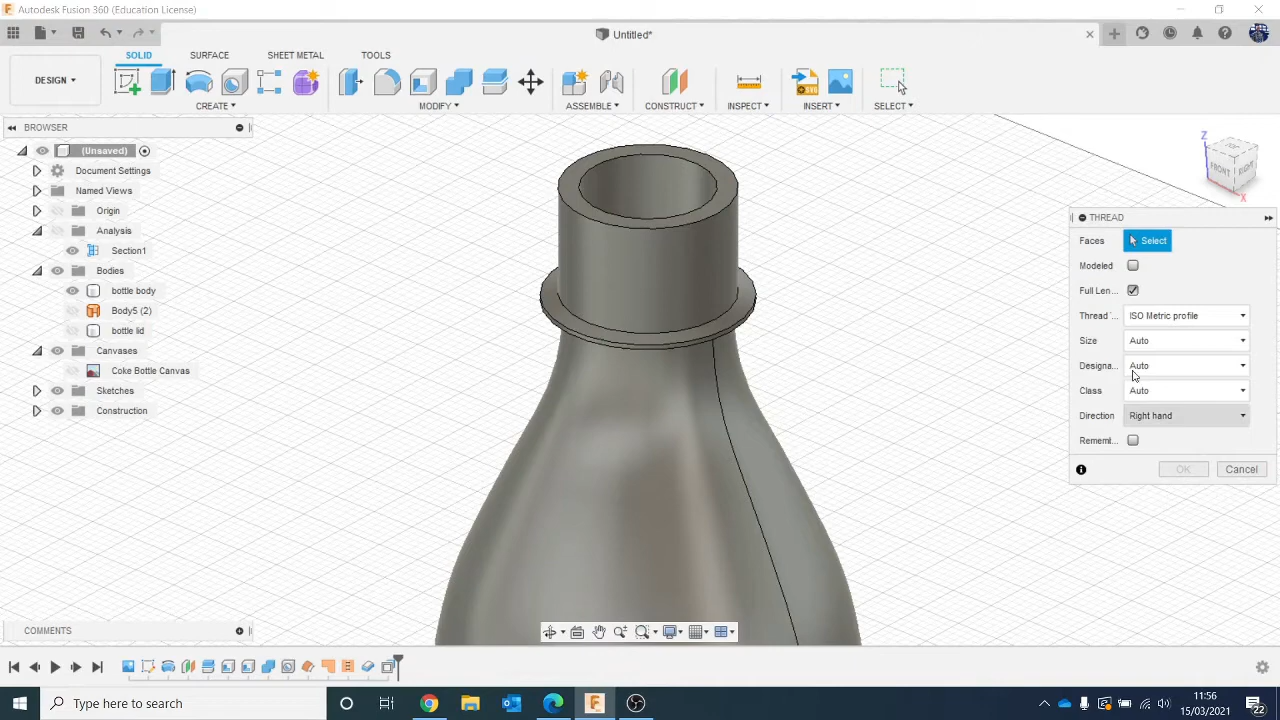 Autodesk Fusion 360 (Education License)
Untitled*
DESIGN
SOLID
SURFACE
SHEET METAL
TOOLS
CREATE
MODIFY
ASSEMBLE
CONSTRUCT
INSPECT
INSERT
SELECT
BROWSER
(Unsaved)
Document Settings
Named Views
Origin
Analysis
Section1
Bodies
bottle body
Body5 (2)
bottle lid
Canvases
Coke Bottle Canvas
Sketches
Construction
Z
FRONT
RIGHT
X
THREAD
Faces
Select
Modeled
Full Len...
Thread ...
ISO Metric profile
Size
Auto
Designa...
Auto
Class
Auto
Direction
Right hand
Rememl...
OK
Cancel
COMMENTS
Type here to search
11:56
15/03/2021
22